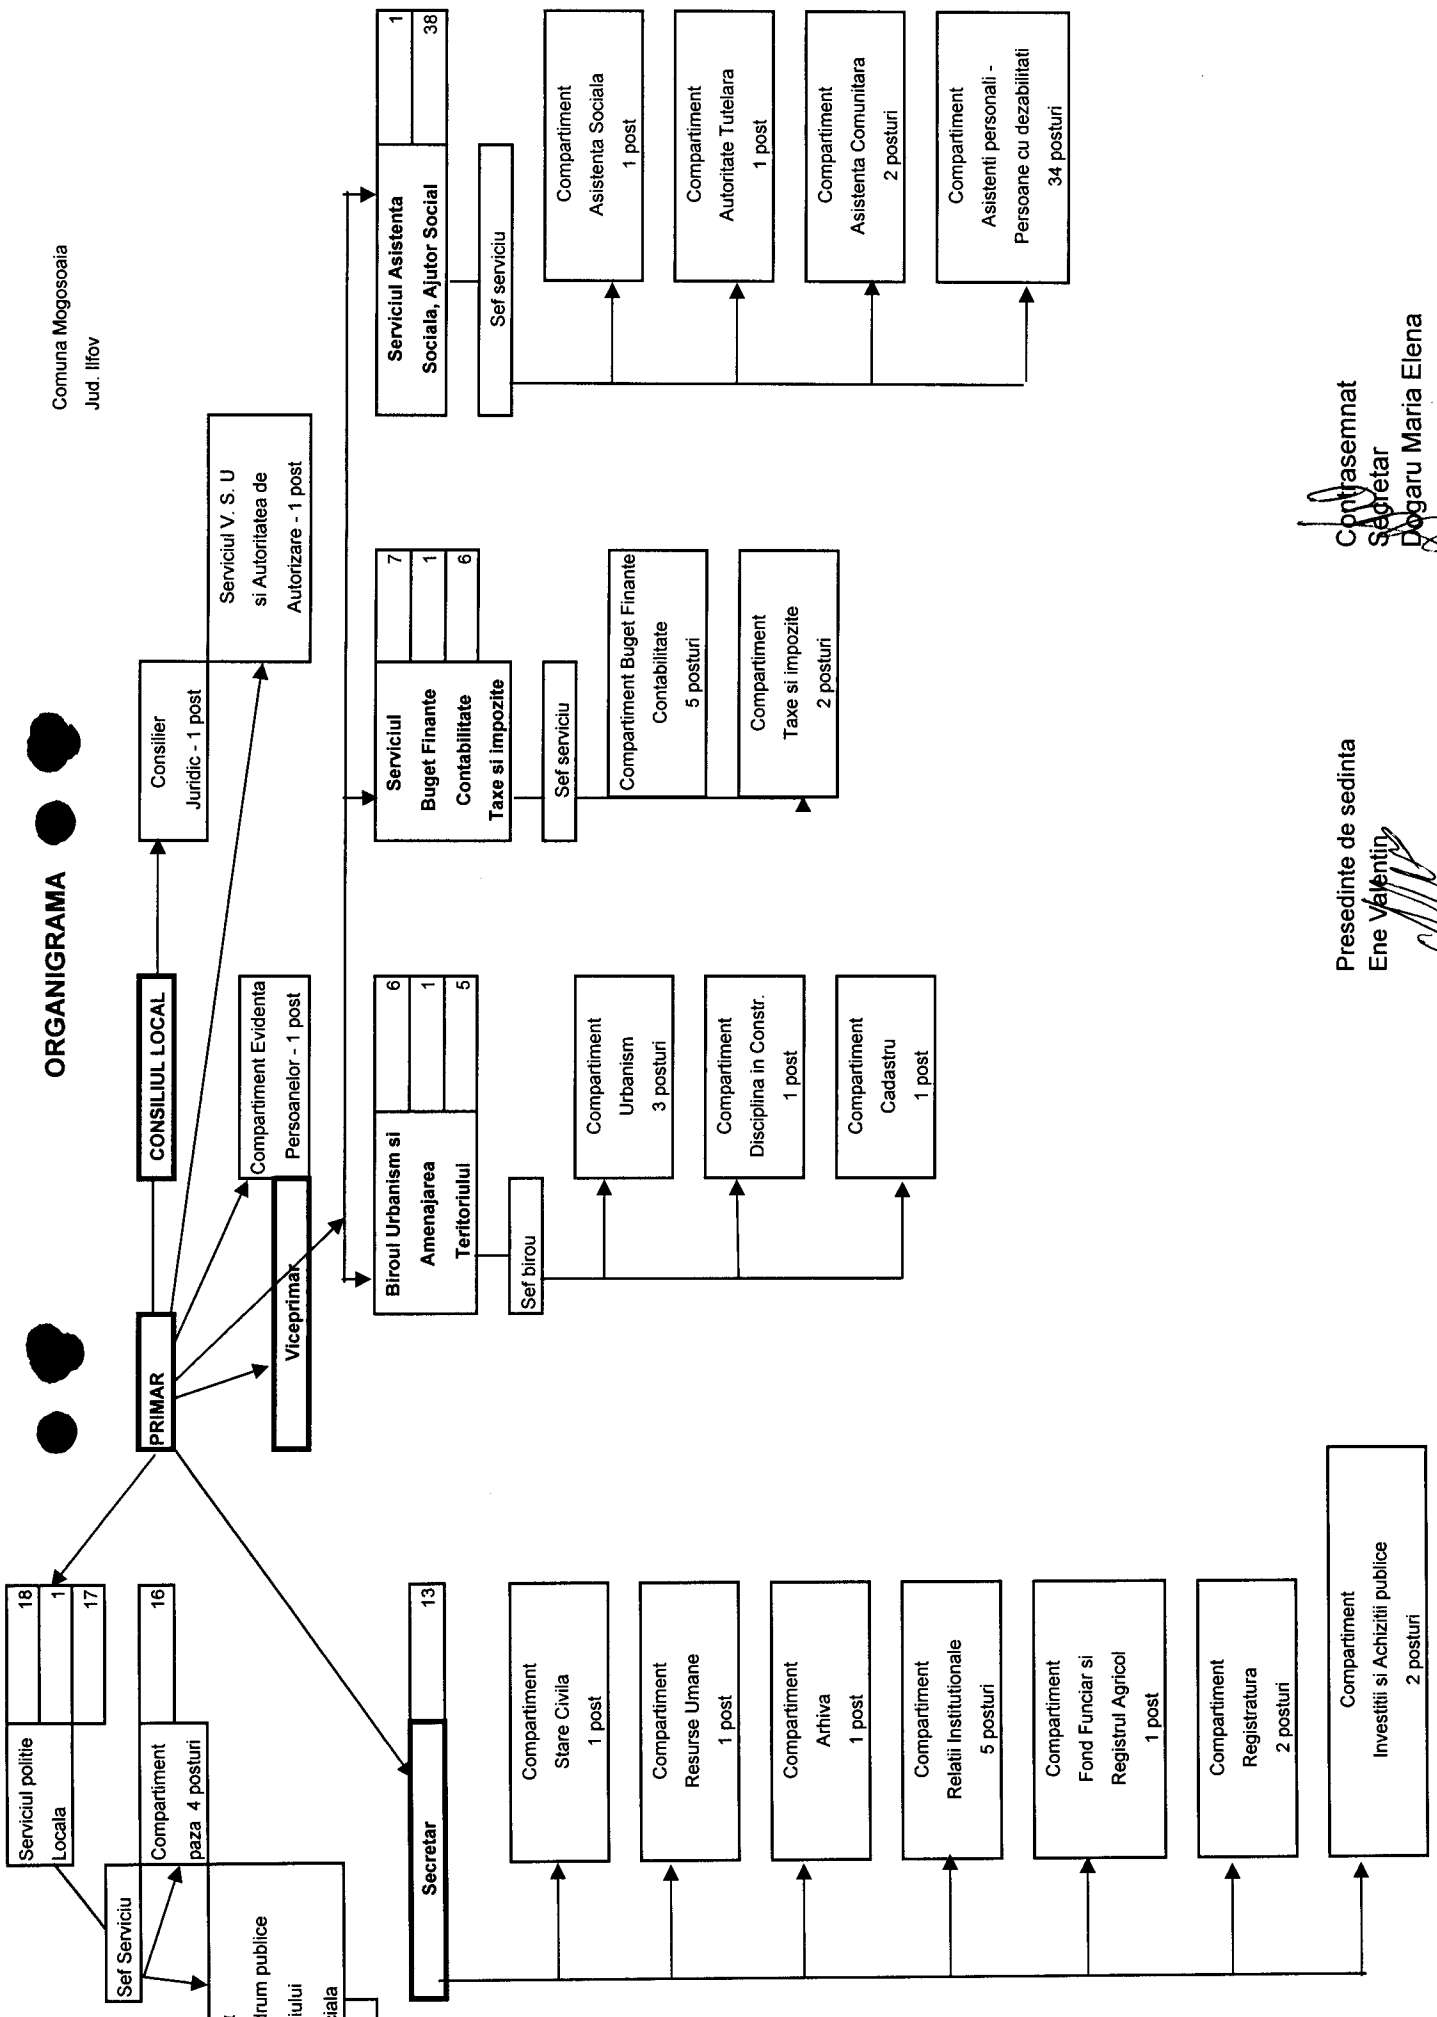 ORGANIGRAMA
Comuna Mogosoaia
Jud. Ilfov
PRIMAR
CONSILIUL LOCAL
Consilier
Juridic - 1 post
Serviciul V. S. U
si Autoritatea de
Autorizare - 1 post
Compartiment Evidenta
Persoanelor - 1 post
Viceprimar
Serviciul politie
Locala
18
1
17
Sef Serviciu
Compartiment
paza 4 posturi
16
drum publice
Secretar
13
Compartiment
Stare Civila
1 post
Compartiment
Resurse Umane
1 post
Compartiment
Arhiva
1 post
Compartiment
Relatii Institutionale
5 posturi
Compartiment
Fond Funciar si
Registrul Agricol
1 post
Compartiment
Registratura
2 posturi
Compartiment
Investitii si Achizitii publice
2 posturi
Biroul Urbanism si
Amenajarea
Teritoriului
6
1
5
Sef birou
Compartiment
Urbanism
3 posturi
Compartiment
Disciplina in Constr.
1 post
Compartiment
Cadastru
1 post
Serviciul
Buget Finante
Contabilitate
Taxe si impozite
7
1
6
Sef serviciu
Compartiment Buget Finante
Contabilitate
5 posturi
Compartiment
Taxe si impozite
2 posturi
Serviciul Asistenta
Sociala, Ajutor Social
1
38
Sef serviciu
Compartiment
Asistenta Sociala
1 post
Compartiment
Autoritate Tutelara
1 post
Compartiment
Asistenta Comunitara
2 posturi
Compartiment
Asistenti personali -
Persoane cu dezabilitati
34 posturi
Presedinte de sedinta
Ene Valentin
Contrasemnat
Secretar
Dogaru Maria Elena